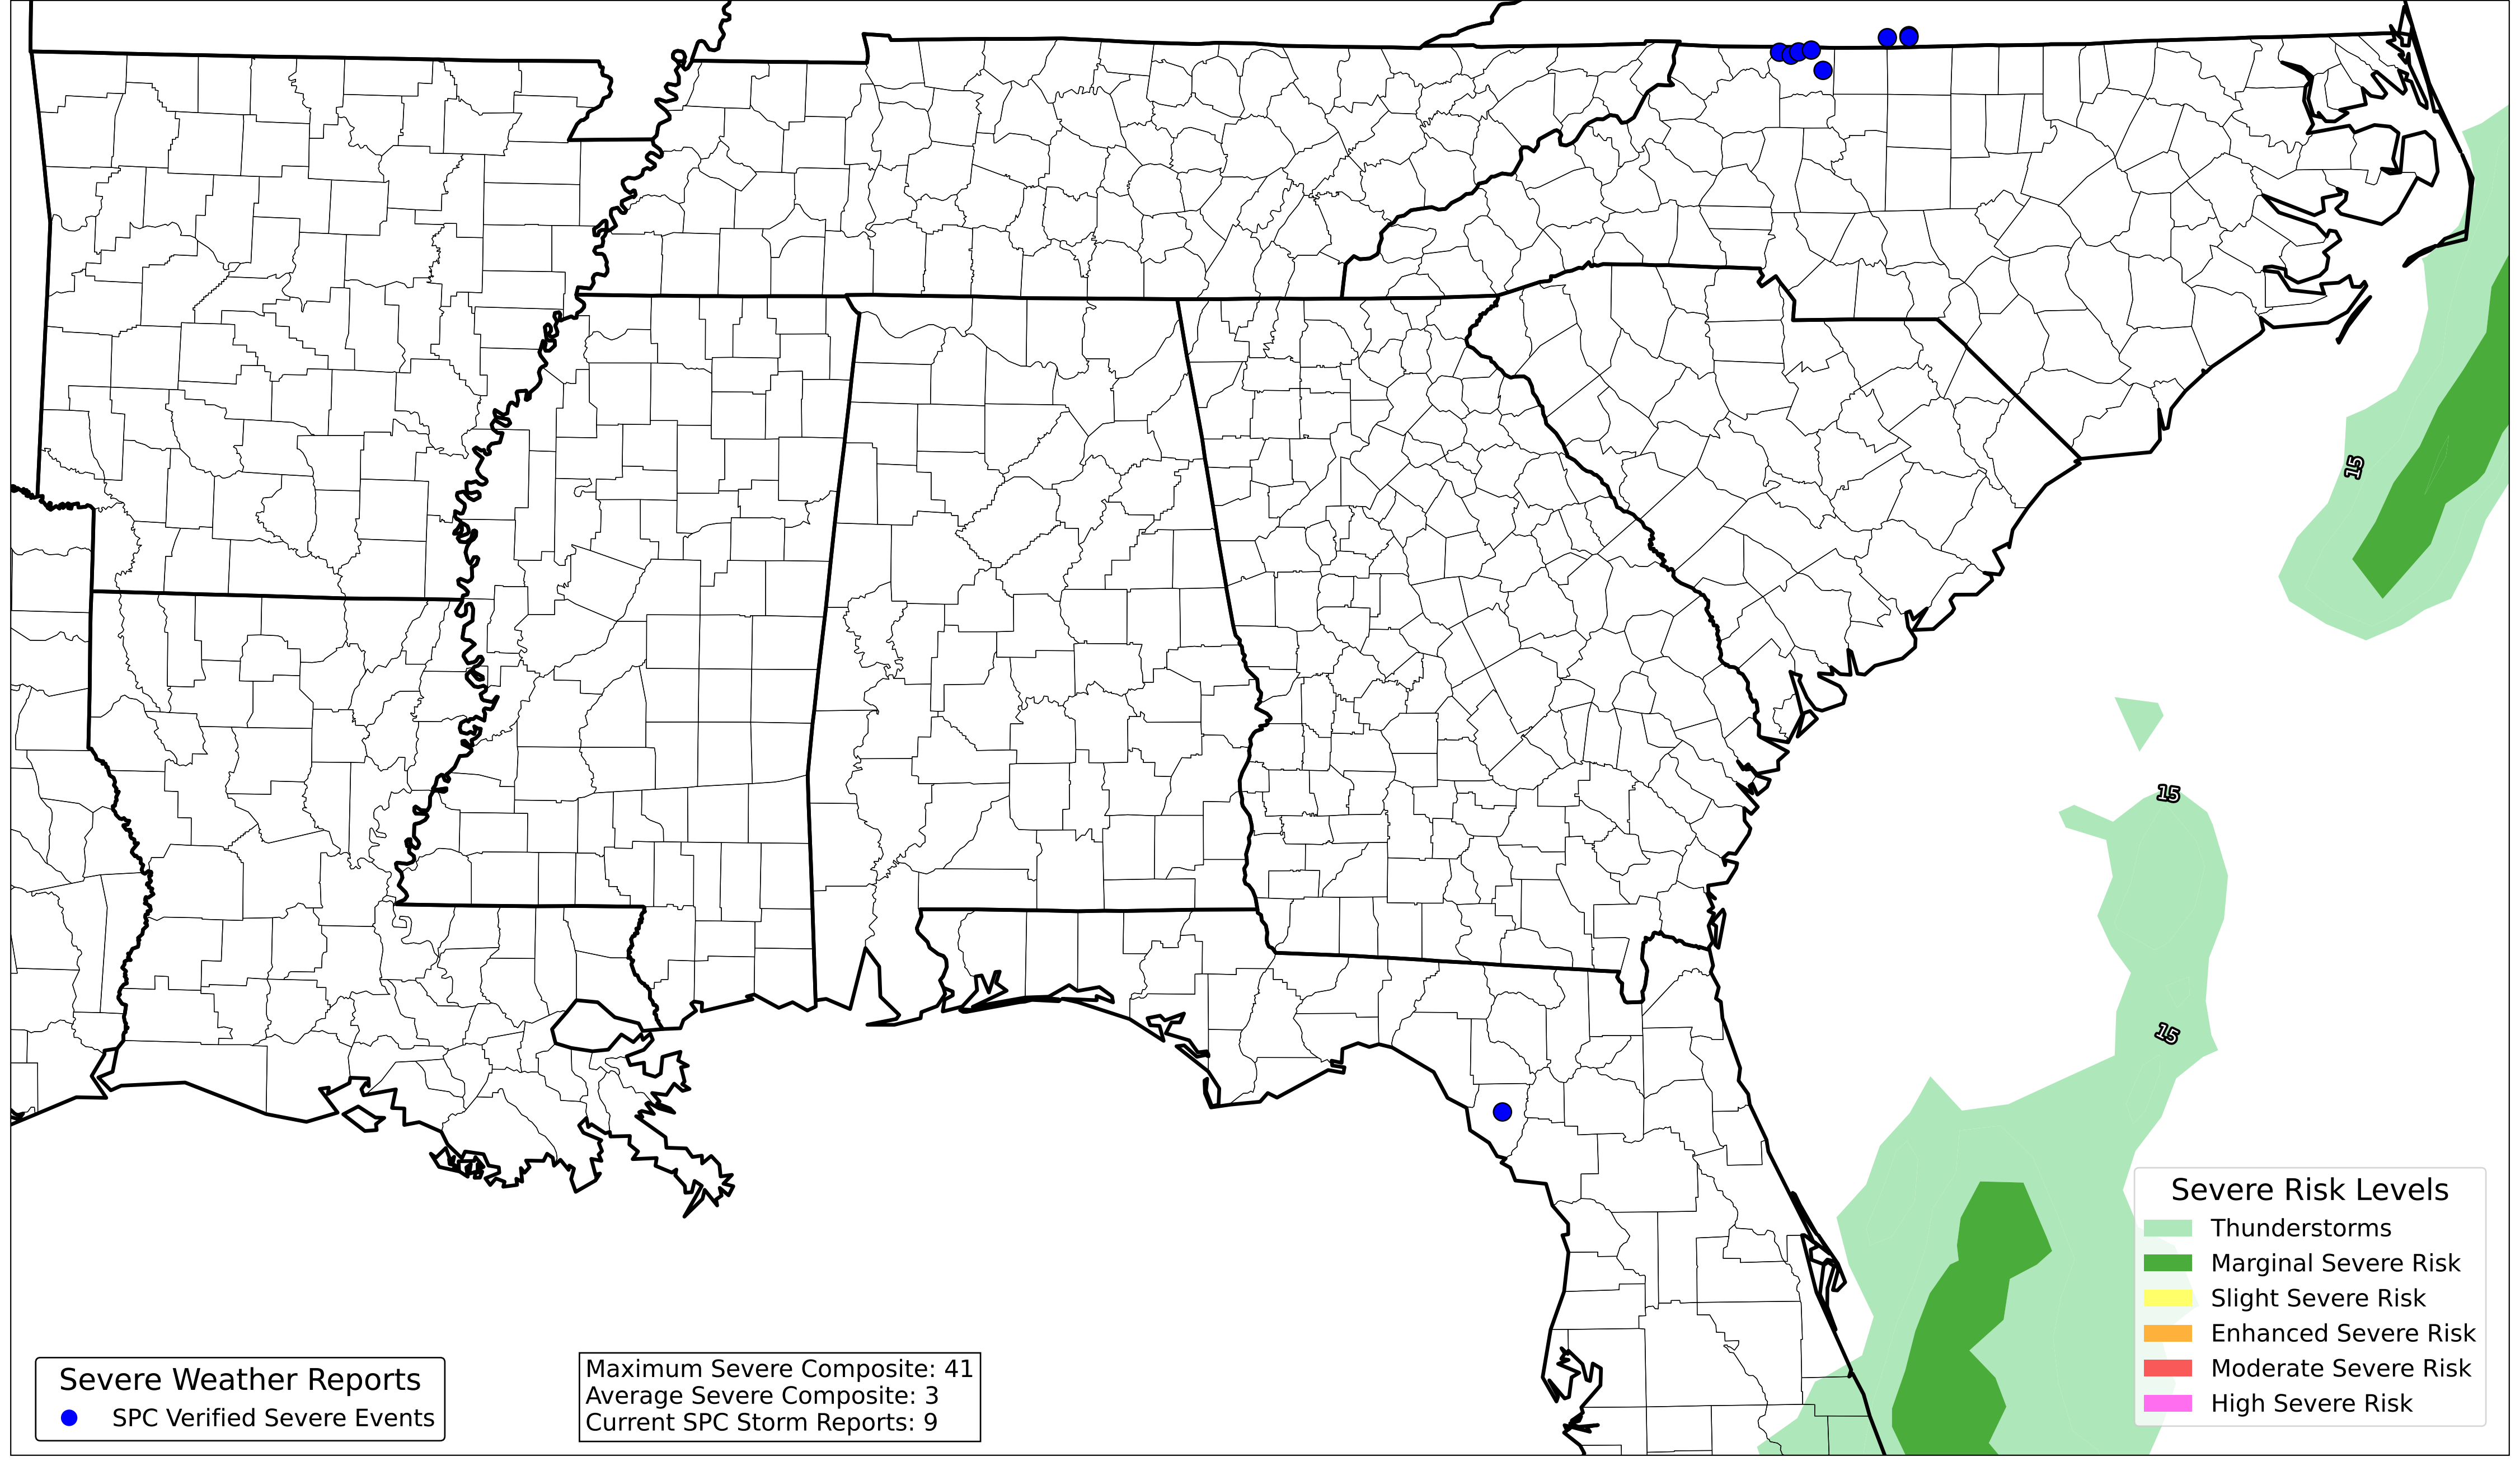 15
15
15
Severe Risk Levels
Thunderstorms
Marginal Severe Risk
Slight Severe Risk
Enhanced Severe Risk
Moderate Severe Risk
High Severe Risk
Severe Weather Reports
SPC Verified Severe Events
Maximum Severe Composite: 41
Average Severe Composite: 3
Current SPC Storm Reports: 9